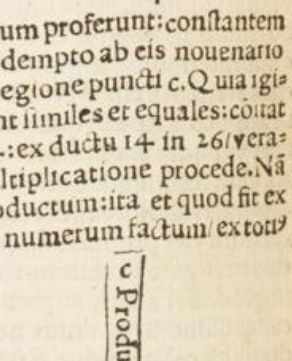 um proferunt: constantem
dempto ab eis nouenario
egione puncti c. Quia igi=
nt similes et equales: cõstat
.: ex ductu 14 in 26/ vera=
ltiplicatione procede. Nã
oductum: ita et quod fit ex
numerum factum/ ex totiꝰ
c
Produ